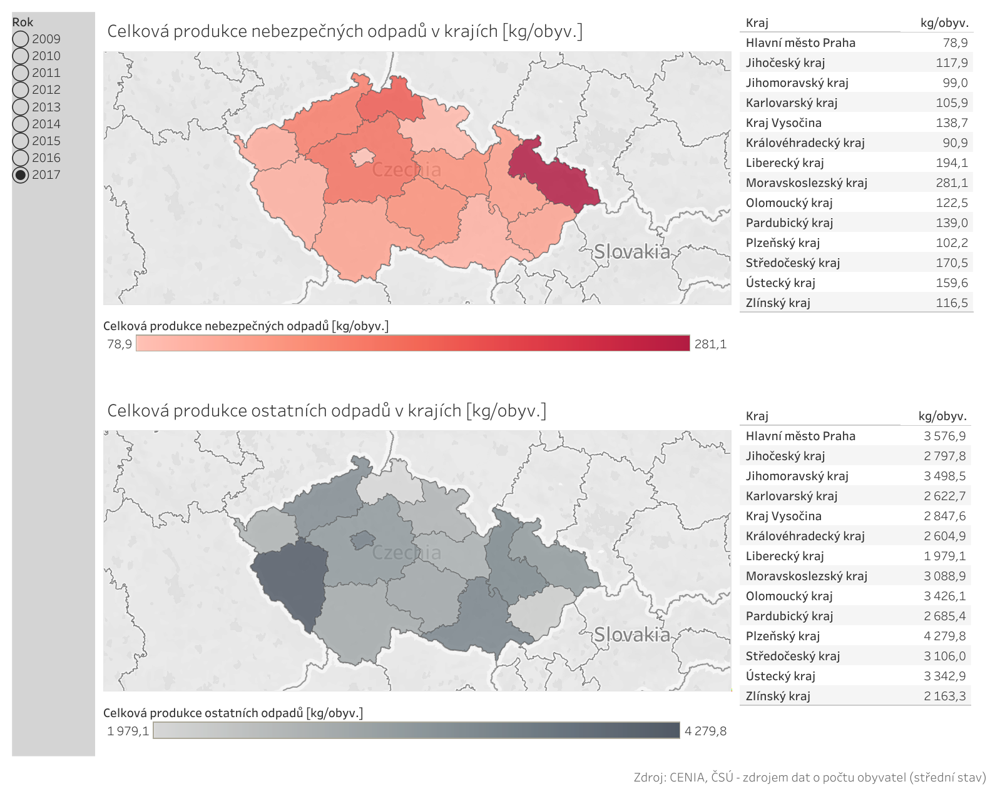 Rok
2009
2010
2011
2012
2013
2014
2015
2016
2017
Celková produkce nebezpečných odpadů v krajích [kg/obyv.]
Czechia
Slovakia
Celková produkce nebezpečných odpadů [kg/obyv.]
78,9 281,1
Kraj kg/obyv.
Hlavní město Praha 78,9
Jihočeský kraj 117,9
Jihomoravský kraj 99,0
Karlovarský kraj 105,9
Kraj Vysočina 138,7
Královéhradecký kraj 90,9
Liberecký kraj 194,1
Moravskoslezský kraj 281,1
Olomoucký kraj 122,5
Pardubický kraj 139,0
Plzeňský kraj 102,2
Středočeský kraj 170,5
Ústecký kraj 159,6
Zlínský kraj 116,5
Celková produkce ostatních odpadů v krajích [kg/obyv.]
Czechia
Slovakia
Celková produkce ostatních odpadů [kg/obyv.]
1 979,1 4 279,8
Kraj kg/obyv.
Hlavní město Praha 3 576,9
Jihočeský kraj 2 797,8
Jihomoravský kraj 3 498,5
Karlovarský kraj 2 622,7
Kraj Vysočina 2 847,6
Královéhradecký kraj 2 604,9
Liberecký kraj 1 979,1
Moravskoslezský kraj 3 088,9
Olomoucký kraj 3 426,1
Pardubický kraj 2 685,4
Plzeňský kraj 4 279,8
Středočeský kraj 3 106,0
Ústecký kraj 3 342,9
Zlínský kraj 2 163,3
Zdroj: CENIA, ČSÚ - zdrojem dat o počtu obyvatel (střední stav)